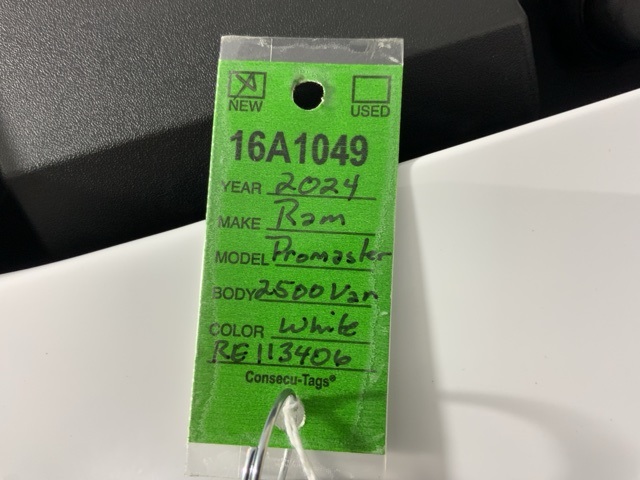 NEW USED
16A1049
YEAR 2024
MAKE Ram
MODEL Promaster
BODY 2500 Van
COLOR White
RE113406
Consecu-Tags®